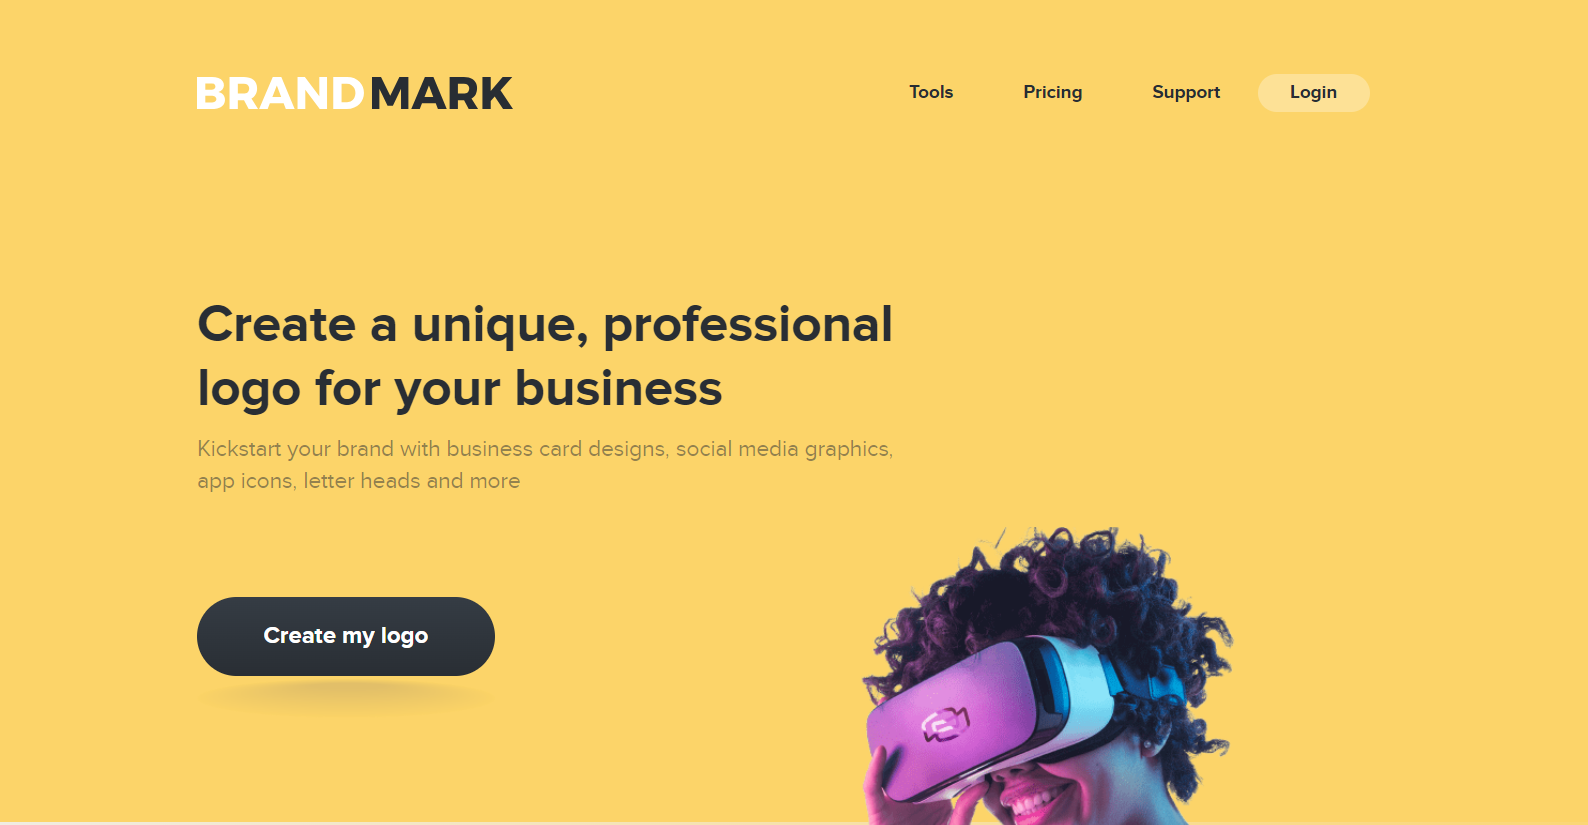 BRANDMARK
Tools
Pricing
Support
Login
Create a unique, professional
logo for your business
Kickstart your brand with business card designs, social media graphics,
app icons, letter heads and more
Create my logo